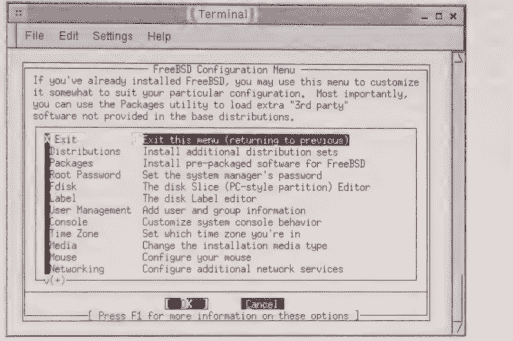 Terminal
File Edit Settings Help
FreeBSD Configuration Menu
If you've already installed FreeBSD, you may use this menu to customize
it somewhat to suit your particular configuration. Most importantly,
you can use the Packages utility to load extra "3rd party"
software not provided in the base distributions.
X Exit Exit this menu (returning to previous)
Distributions Install additional distribution sets
Packages Install pre-packaged software for FreeBSD
Root Password Set the system manager's password
Fdisk The disk Slice (PC-style partition) Editor
Label The disk Label editor
User Management Add user and group information
Console Customize system console behavior
Time Zone Set which time zone you're in
Media Change the installation media type
Mouse Configure your mouse
Networking Configure additional network services
v(+)
[ OK ] Cancel
[ Press F1 for more information on these options ]